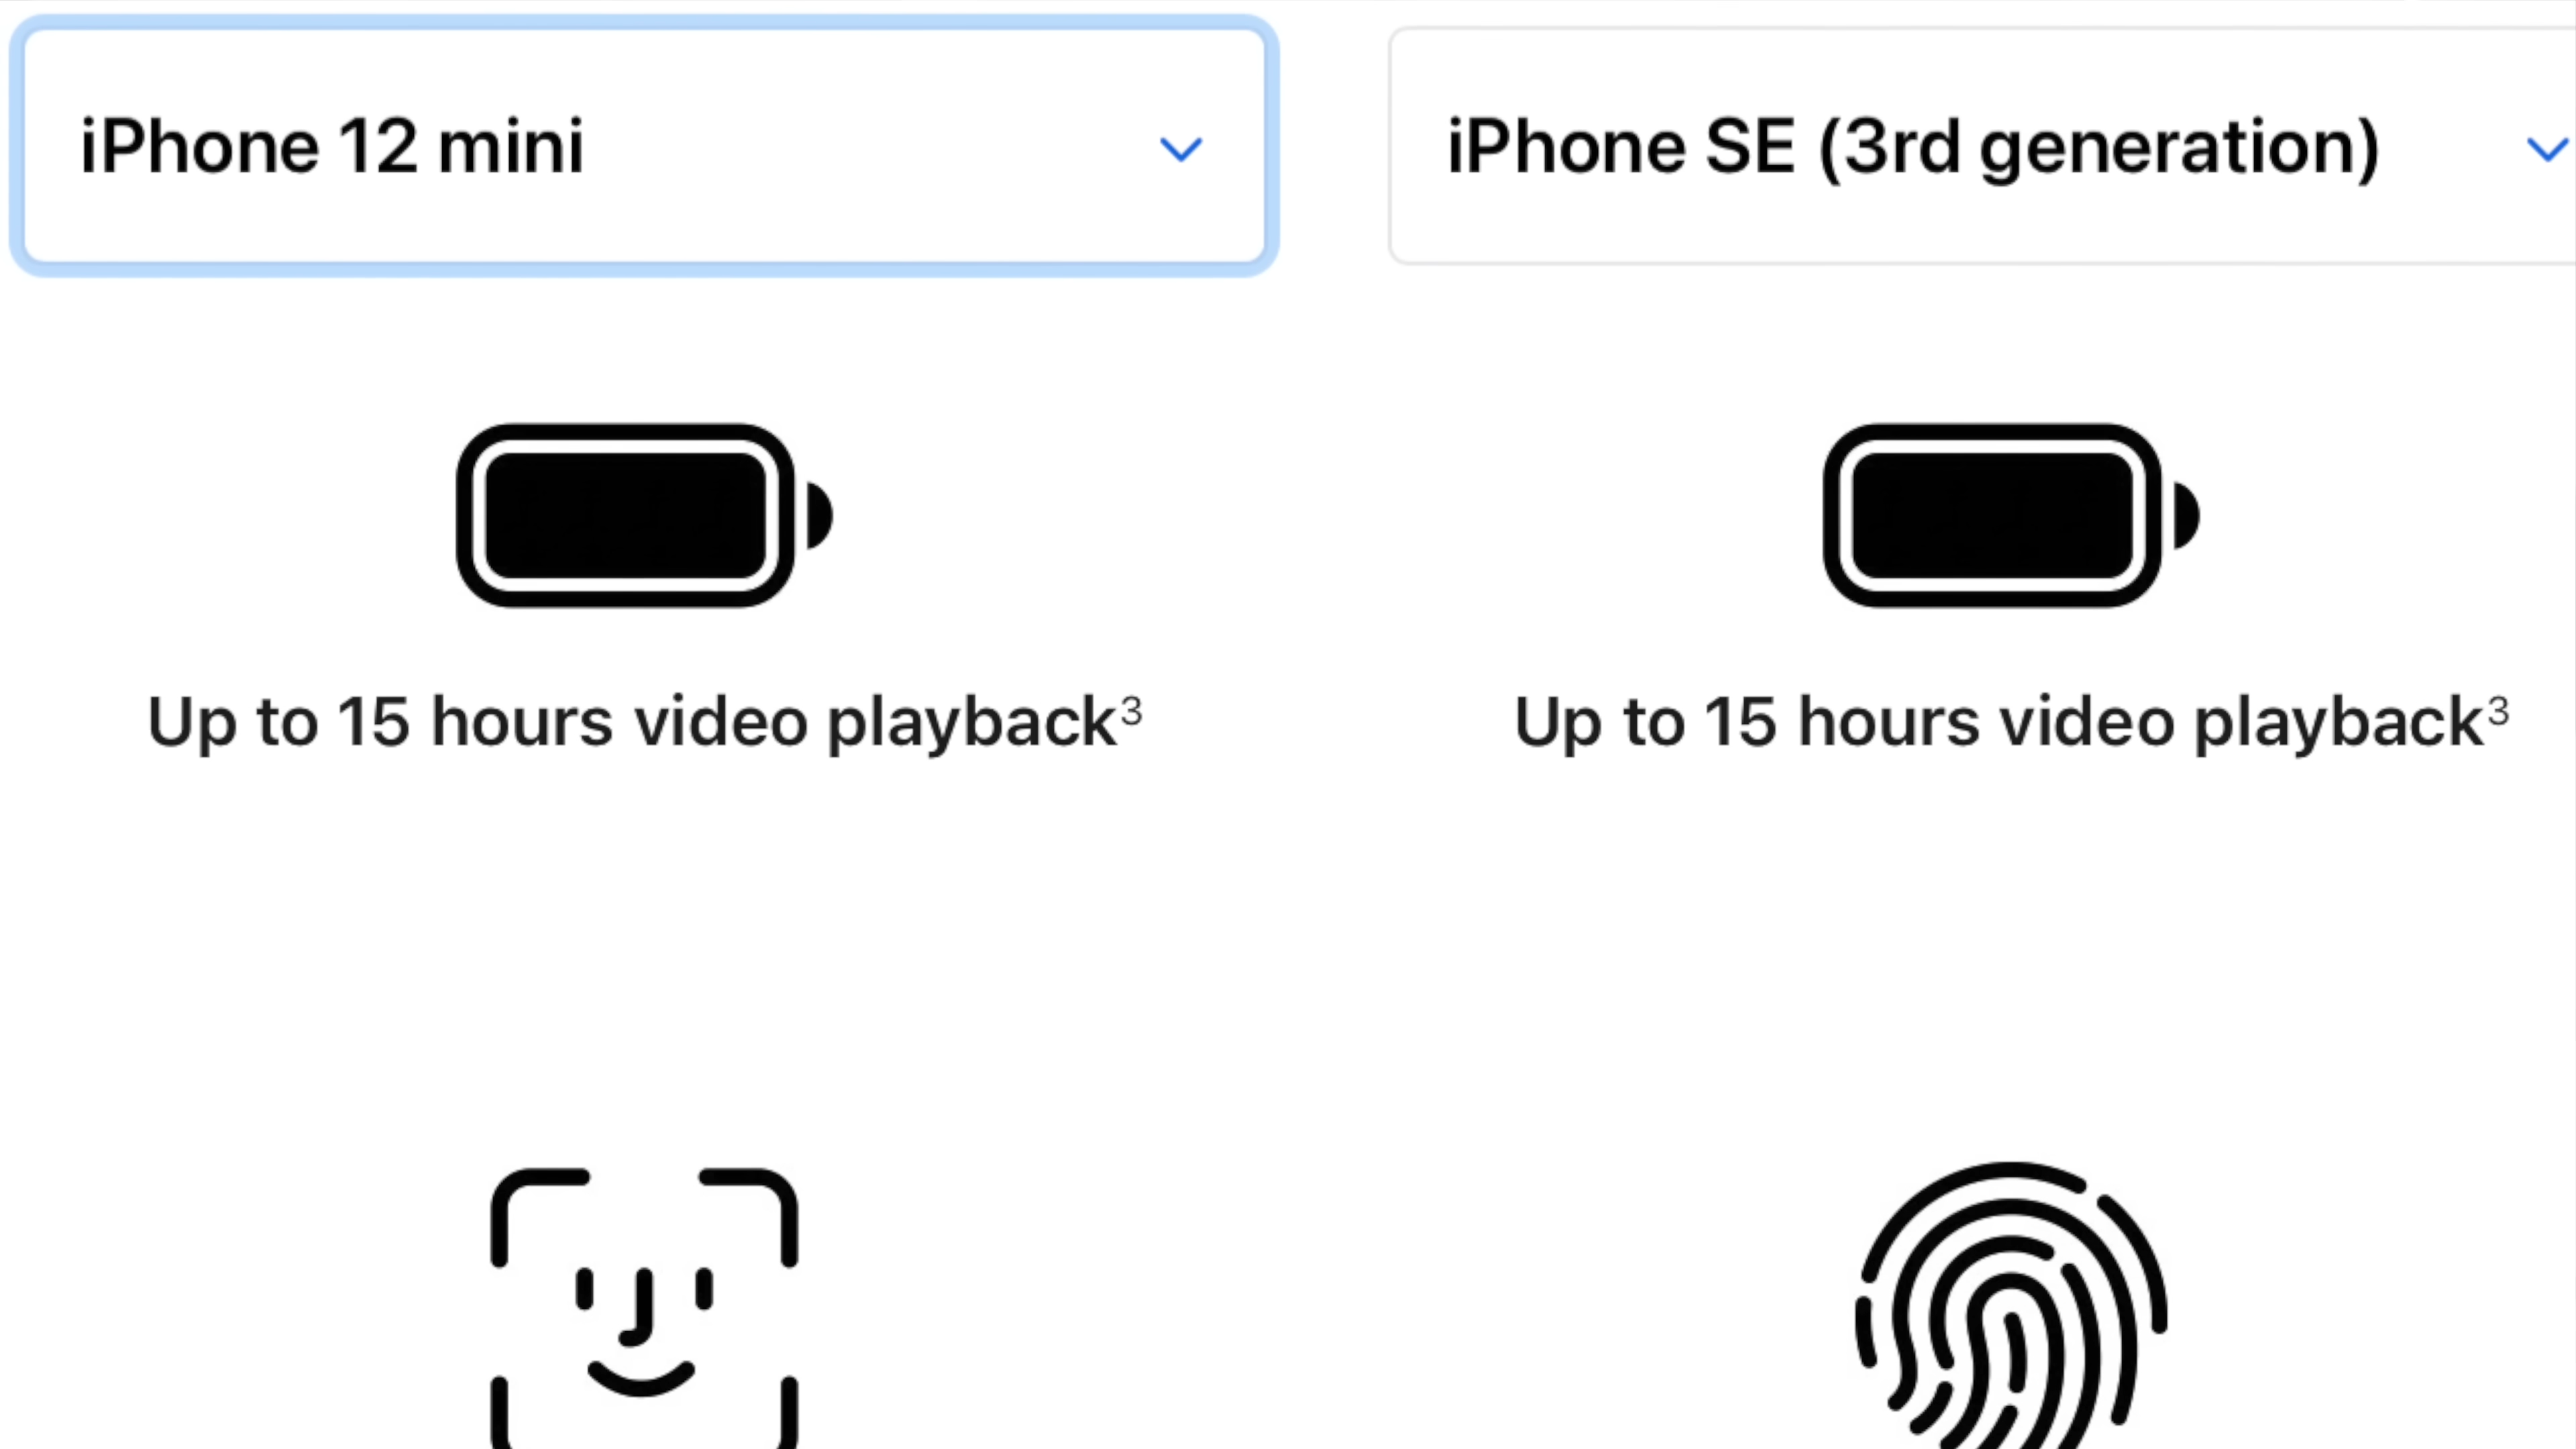 iPhone 12 mini
iPhone SE (3rd generation)
Up to 15 hours video playback³
Up to 15 hours video playback³